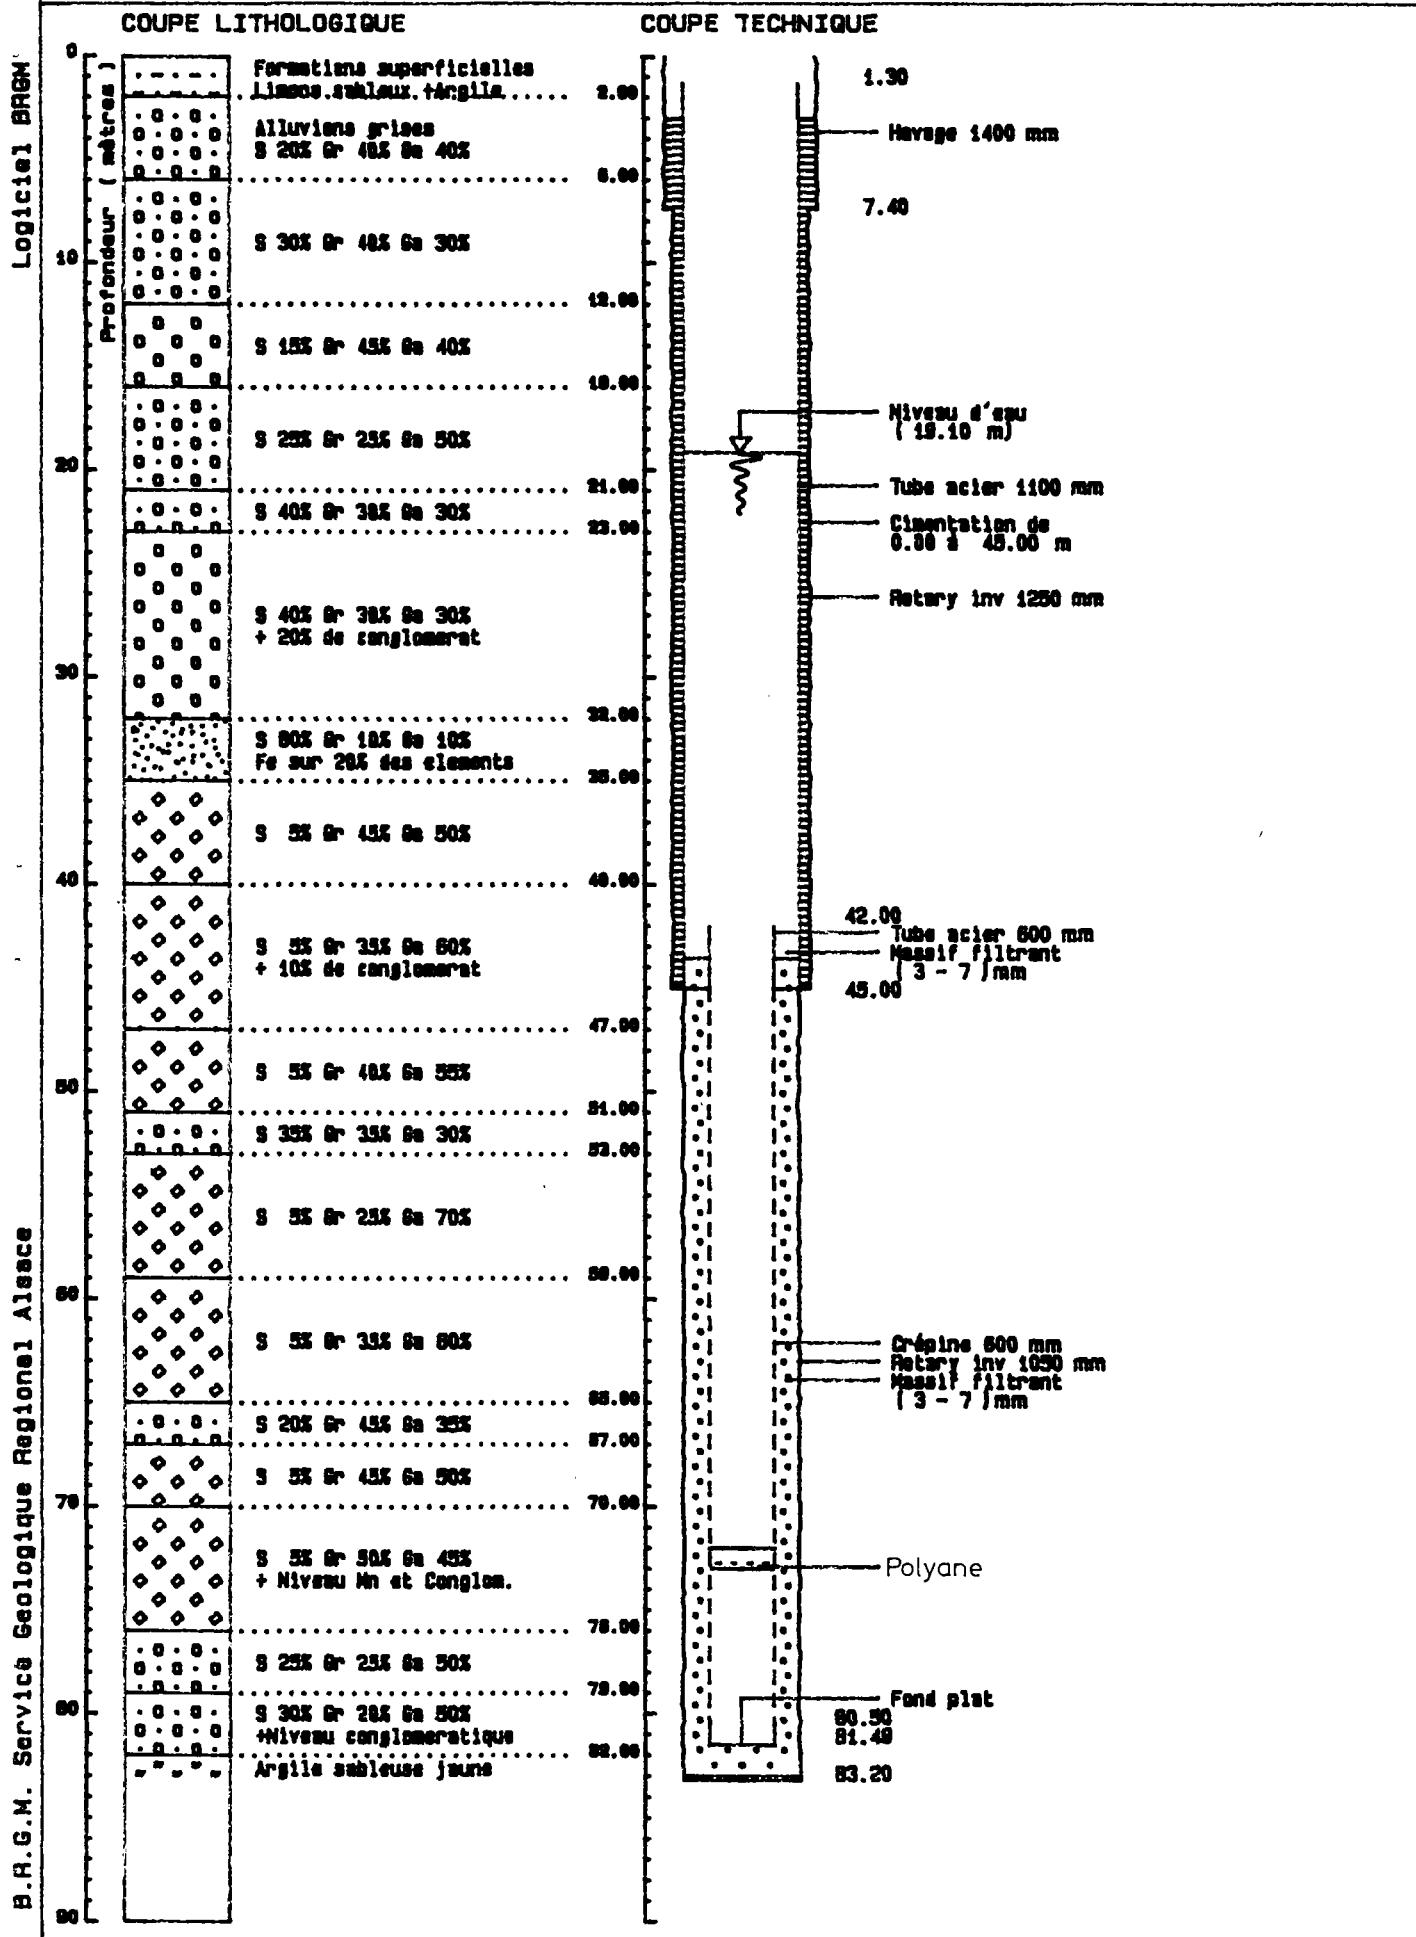 COUPE LITHOLOGIQUE
COUPE TECHNIQUE
Logiciel BRGM
B.R.G.M. Service Geologique Regional Alsace
Profondeur ( mètres )
0
10
20
30
40
50
60
70
80
90
Formations superficielles
Limons sableux +Argile
2.00
Alluvions grises
S 20% Gr 40% Ga 40%
6.00
S 30% Gr 40% Ga 30%
12.00
S 15% Gr 45% Ga 40%
16.00
S 25% Gr 25% Ga 50%
21.00
S 40% Gr 30% Ga 30%
23.00
S 40% Gr 30% Ga 30%
+ 20% de conglomerat
32.00
S 80% Gr 10% Ga 10%
Fe sur 20% des elements
35.00
S 5% Gr 45% Ga 50%
40.00
S 5% Gr 35% Ga 60%
+ 10% de conglomerat
47.00
S 5% Gr 40% Ga 55%
51.00
S 35% Gr 35% Ga 30%
53.00
S 5% Gr 25% Ga 70%
59.00
S 5% Gr 35% Ga 60%
65.00
S 20% Gr 45% Ga 35%
67.00
S 5% Gr 45% Ga 50%
70.00
S 5% Gr 50% Ga 45%
+ Niveau Mn et Conglom.
76.00
S 25% Gr 25% Ga 50%
79.00
S 30% Gr 20% Ga 50%
+Niveau conglomeratique
82.00
Argile sableuse jaune
1.30
Havage 1400 mm
7.40
Niveau d'eau
( 19.10 m)
Tube acier 1100 mm
Cimentation de
0.00 à 45.00 m
Rotary inv 1250 mm
42.00
Tube acier 600 mm
Massif filtrant
( 3 - 7 )mm
45.00
Crépine 600 mm
Rotary inv 1050 mm
Massif filtrant
( 3 - 7 )mm
Polyane
Fond plat
80.50
81.40
83.20